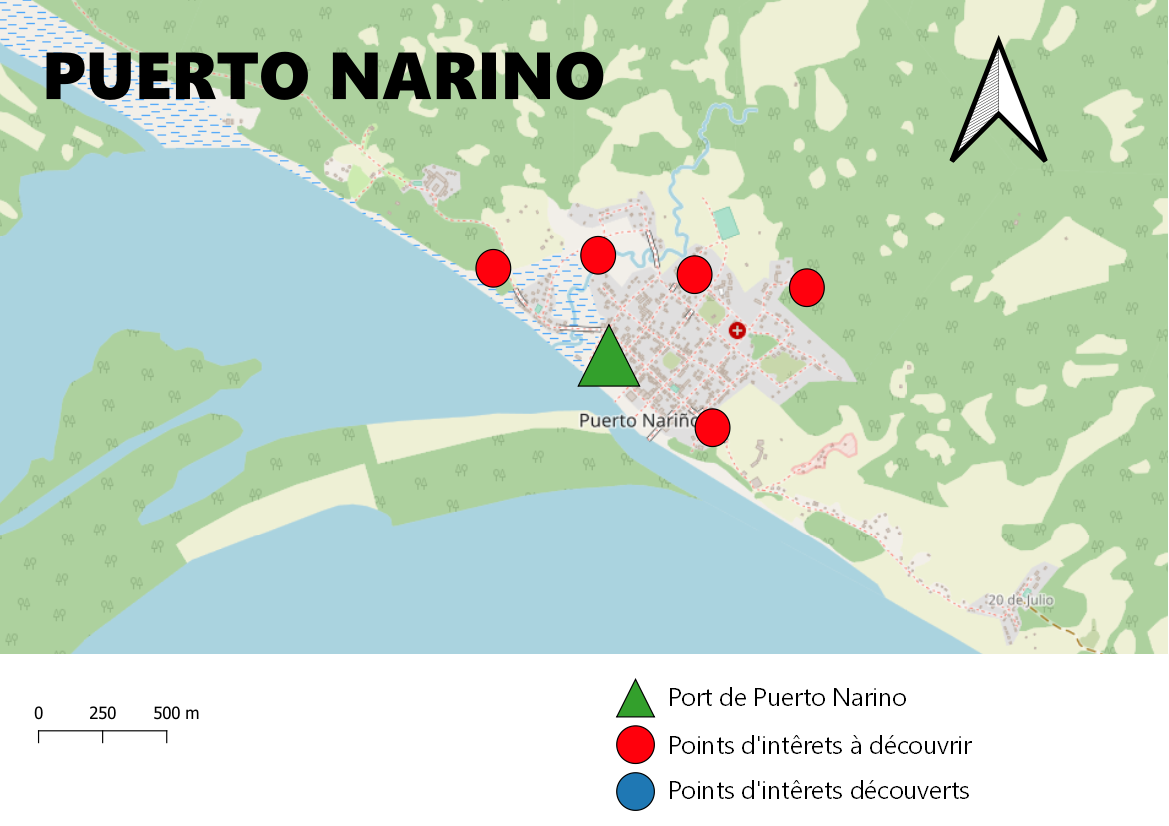 PUERTO NARINO
Puerto Nariño
20 de Julio
0 250 500 m
Port de Puerto Narino
Points d'intêrets à découvrir
Points d'intêrets découverts